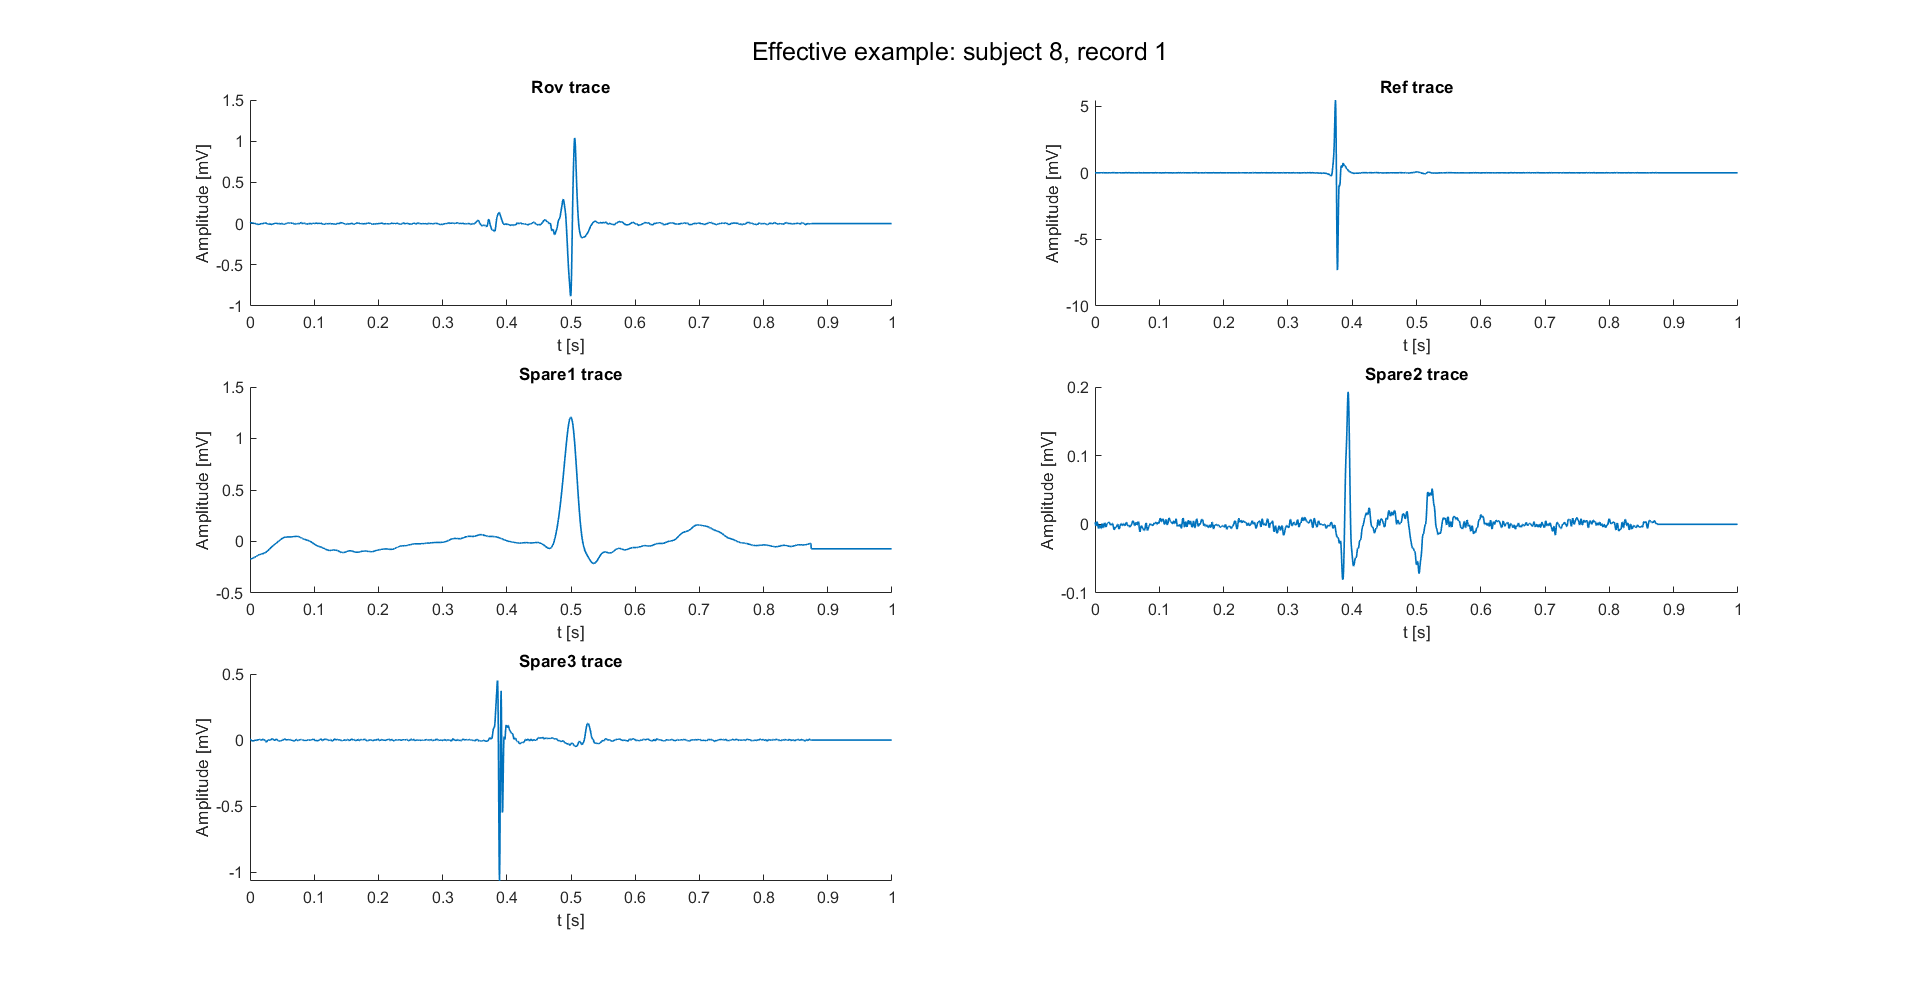 Effective example: subject 8, record 1
Rov trace
Amplitude [mV]
1.5
1
0.5
0
-0.5
-1
0 0.1 0.2 0.3 0.4 0.5 0.6 0.7 0.8 0.9 1
t [s]
Ref trace
Amplitude [mV]
5
0
-5
-10
0 0.1 0.2 0.3 0.4 0.5 0.6 0.7 0.8 0.9 1
t [s]
Spare1 trace
Amplitude [mV]
1.5
1
0.5
0
-0.5
0 0.1 0.2 0.3 0.4 0.5 0.6 0.7 0.8 0.9 1
t [s]
Spare2 trace
Amplitude [mV]
0.2
0.1
0
-0.1
0 0.1 0.2 0.3 0.4 0.5 0.6 0.7 0.8 0.9 1
t [s]
Spare3 trace
Amplitude [mV]
0.5
0
-0.5
-1
0 0.1 0.2 0.3 0.4 0.5 0.6 0.7 0.8 0.9 1
t [s]